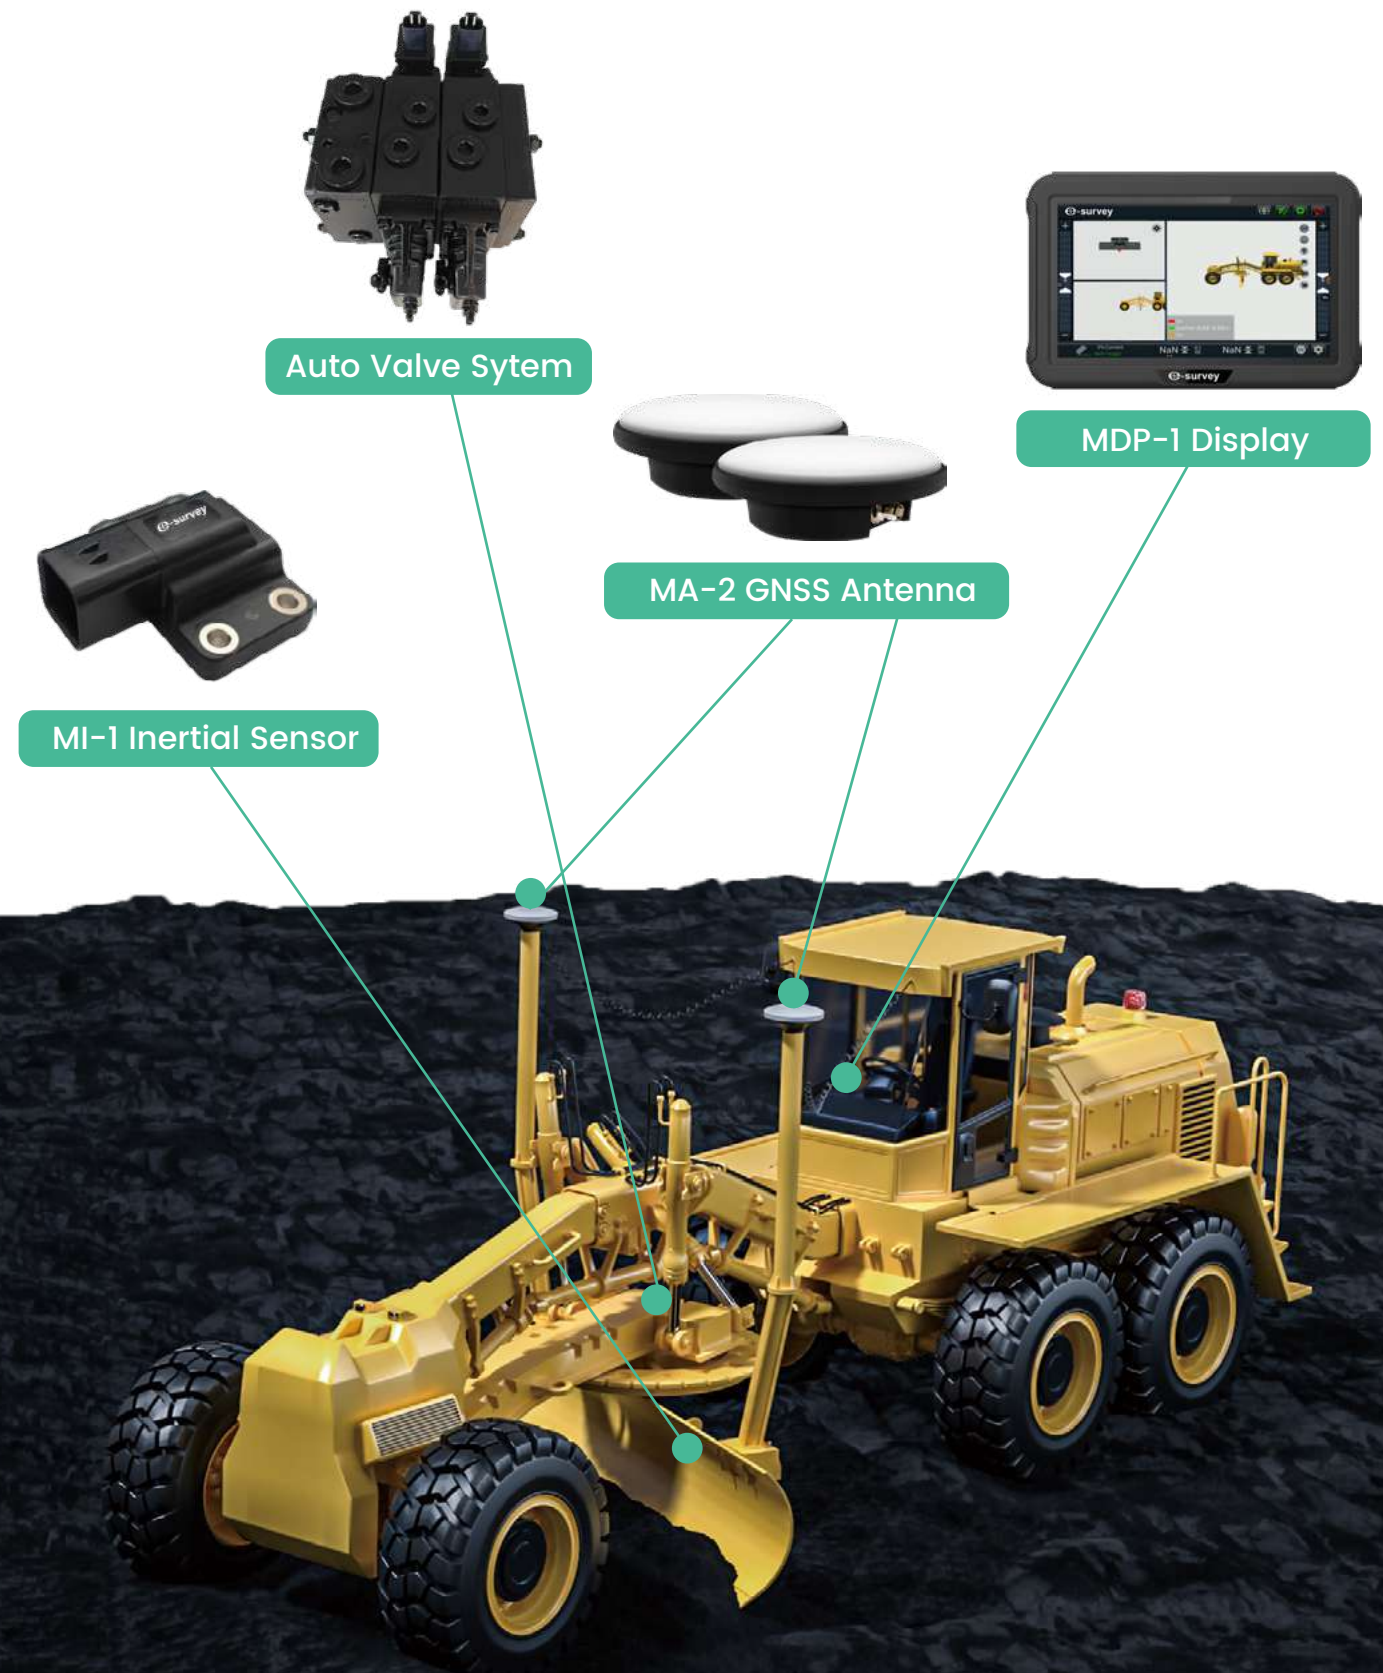 e-survey
NaN
NaN
e-survey
Auto Valve Sytem
MDP-1 Display
e-survey
MA-2 GNSS Antenna
MI-1 Inertial Sensor